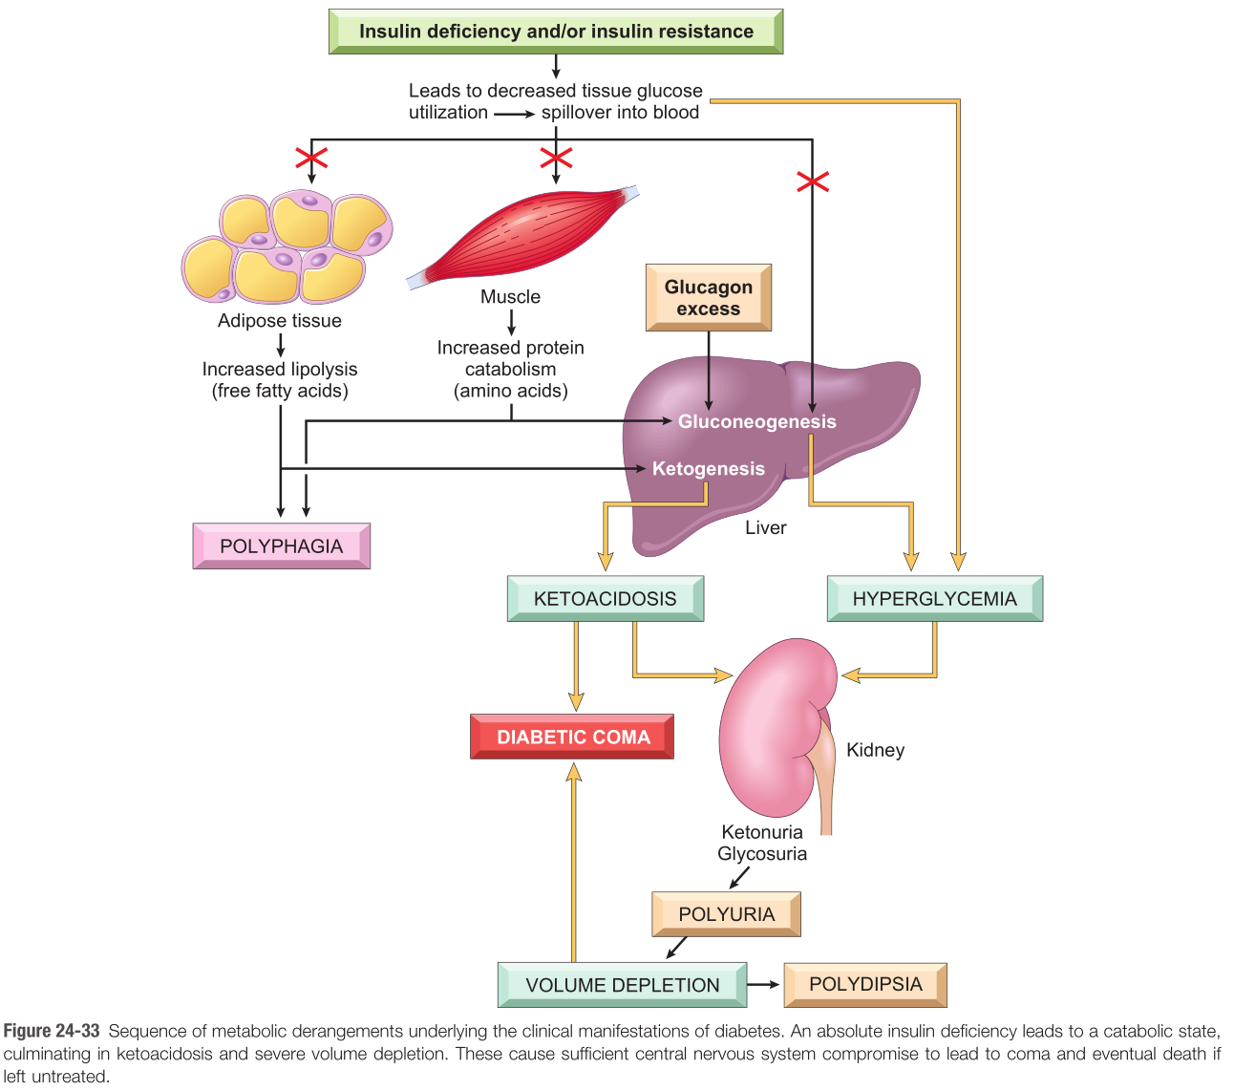 Insulin deficiency and/or insulin resistance
Leads to decreased tissue glucose
utilization → spillover into blood
Adipose tissue
Increased lipolysis
(free fatty acids)
Muscle
Increased protein
catabolism
(amino acids)
Glucagon
excess
Gluconeogenesis
Ketogenesis
Liver
POLYPHAGIA
KETOACIDOSIS
HYPERGLYCEMIA
DIABETIC COMA
Kidney
Ketonuria
Glycosuria
POLYURIA
VOLUME DEPLETION
POLYDIPSIA
Figure 24-33 Sequence of metabolic derangements underlying the clinical manifestations of diabetes. An absolute insulin deficiency leads to a catabolic state,
culminating in ketoacidosis and severe volume depletion. These cause sufficient central nervous system compromise to lead to coma and eventual death if
left untreated.